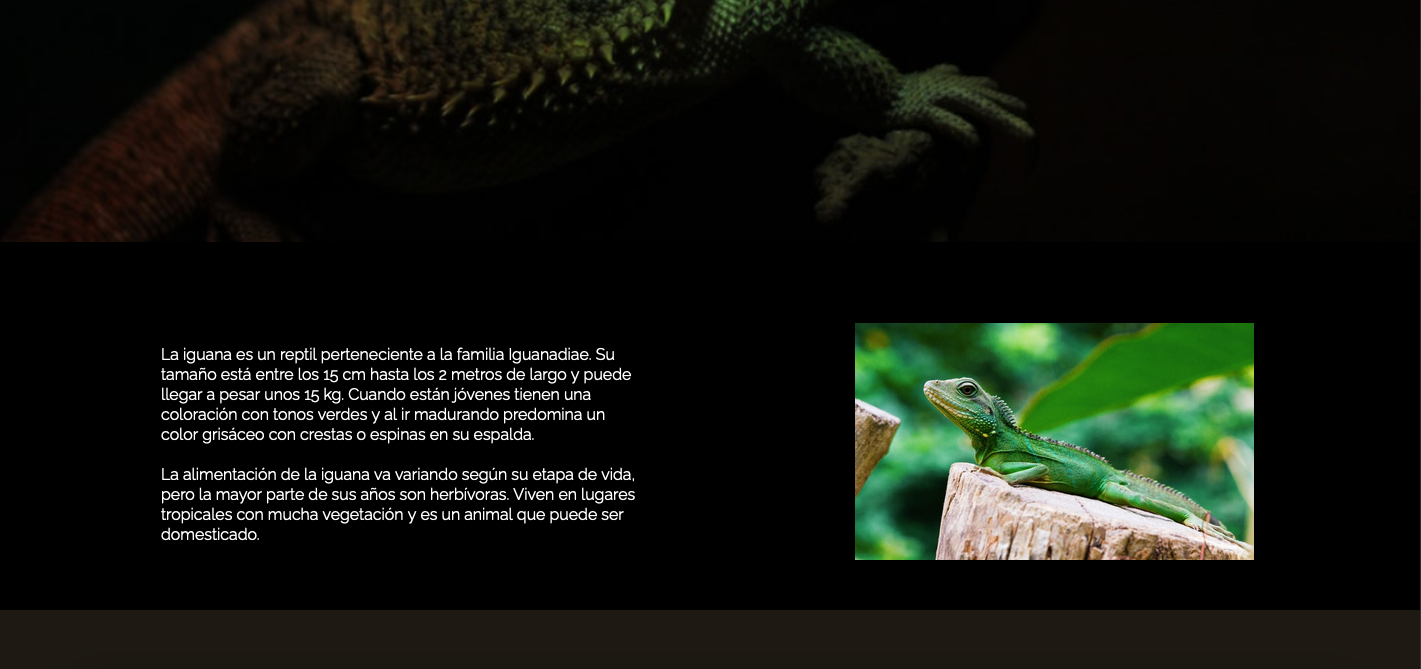 La iguana es un reptil perteneciente a la familia Iguanadiae. Su
tamaño está entre los 15 cm hasta los 2 metros de largo y puede
llegar a pesar unos 15 kg. Cuando están jóvenes tienen una
coloración con tonos verdes y al ir madurando predomina un
color grisáceo con crestas o espinas en su espalda.
La alimentación de la iguana va variando según su etapa de vida,
pero la mayor parte de sus años son herbívoras. Viven en lugares
tropicales con mucha vegetación y es un animal que puede ser
domesticado.